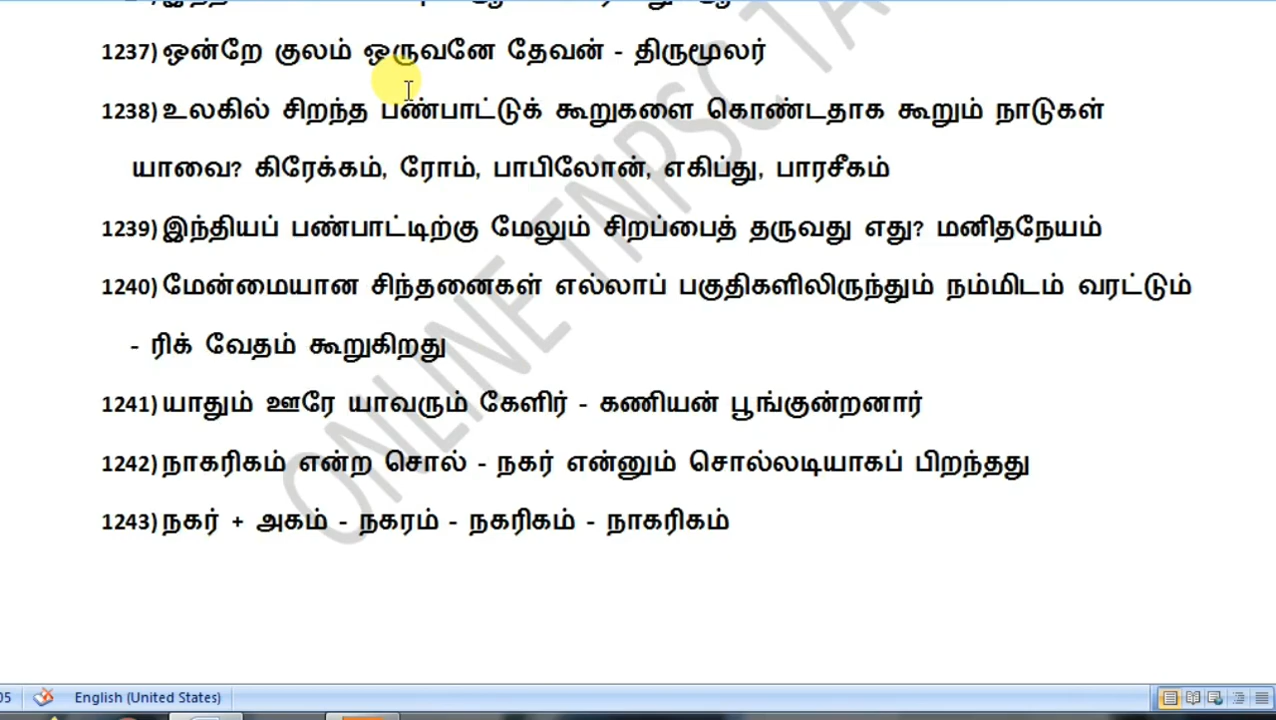 1237) ஒன்றே குலம் ஒருவனே தேவன் - திருமூலர்
1238) உலகில் சிறந்த பண்பாட்டுக் கூறுகளை கொண்டதாக கூறும் நாடுகள்
யாவை? கிரேக்கம், ரோம், பாபிலோன், எகிப்து, பாரசீகம்
1239) இந்தியப் பண்பாட்டிற்கு மேலும் சிறப்பைத் தருவது எது? மனிதநேயம்
1240) மேன்மையான சிந்தனைகள் எல்லாப் பகுதிகளிலிருந்தும் நம்மிடம் வரட்டும்
- ரிக் வேதம் கூறுகிறது
1241) யாதும் ஊரே யாவரும் கேளிர் - கணியன் பூங்குன்றனார்
1242) நாகரிகம் என்ற சொல் - நகர் என்னும் சொல்லடியாகப் பிறந்தது
1243) நகர் + அகம் - நகரம் - நகரிகம் - நாகரிகம்
ONLINE TNPSC
05 English (United States)